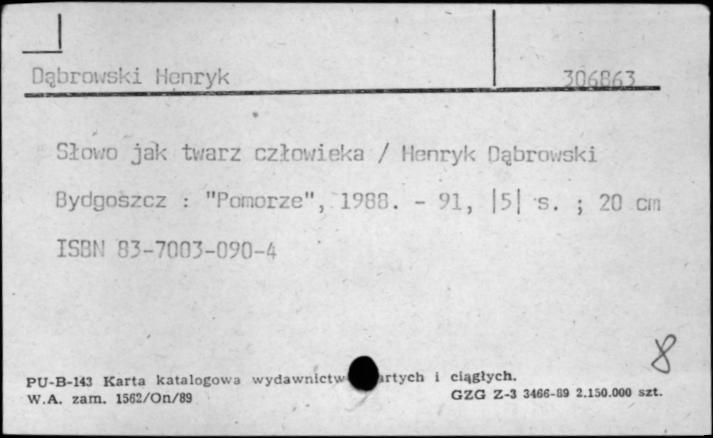 Dąbrowski Henryk 306863
Słowo jak twarz człowieka / Henryk Dąbrowski
Bydgoszcz : "Pomorze", 1988. - 91, |5| s. ; 20 cm
ISBN 83-7003-090-4
8
PU-B-143 Karta katalogowa wydawnictw artych i ciągłych.
W.A. zam. 1562/On/89 GZG Z-3 3466-89 2.150.000 szt.